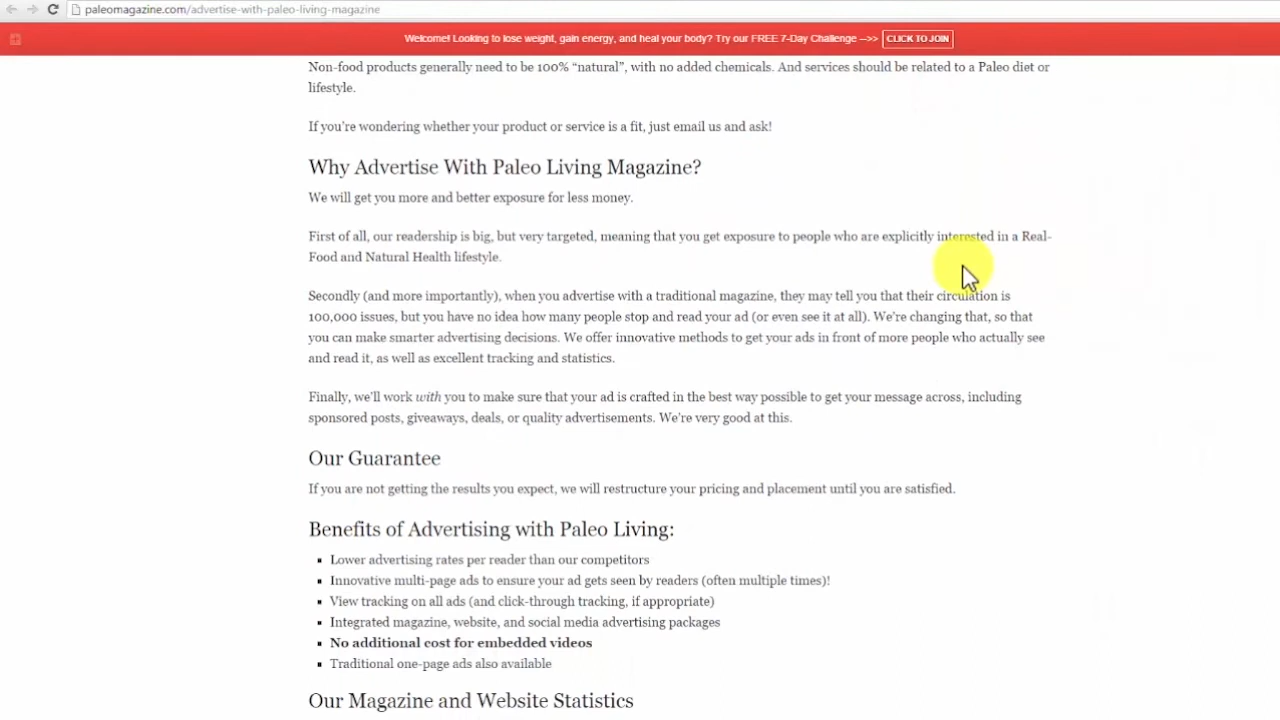 paleomagazine.com/advertise-with-paleo-living-magazine
Welcome! Looking to lose weight, gain energy, and heal your body? Try our FREE 7-Day Challenge -->> CLICK TO JOIN
Non-food products generally need to be 100% “natural”, with no added chemicals. And services should be related to a Paleo diet or
lifestyle.
If you’re wondering whether your product or service is a fit, just email us and ask!
Why Advertise With Paleo Living Magazine?
We will get you more and better exposure for less money.
First of all, our readership is big, but very targeted, meaning that you get exposure to people who are explicitly interested in a Real-
Food and Natural Health lifestyle.
Secondly (and more importantly), when you advertise with a traditional magazine, they may tell you that their circulation is
100,000 issues, but you have no idea how many people stop and read your ad (or even see it at all). We’re changing that, so that
you can make smarter advertising decisions. We offer innovative methods to get your ads in front of more people who actually see
and read it, as well as excellent tracking and statistics.
Finally, we’ll work with you to make sure that your ad is crafted in the best way possible to get your message across, including
sponsored posts, giveaways, deals, or quality advertisements. We’re very good at this.
Our Guarantee
If you are not getting the results you expect, we will restructure your pricing and placement until you are satisfied.
Benefits of Advertising with Paleo Living:
Lower advertising rates per reader than our competitors
Innovative multi-page ads to ensure your ad gets seen by readers (often multiple times)!
View tracking on all ads (and click-through tracking, if appropriate)
Integrated magazine, website, and social media advertising packages
No additional cost for embedded videos
Traditional one-page ads also available
Our Magazine and Website Statistics